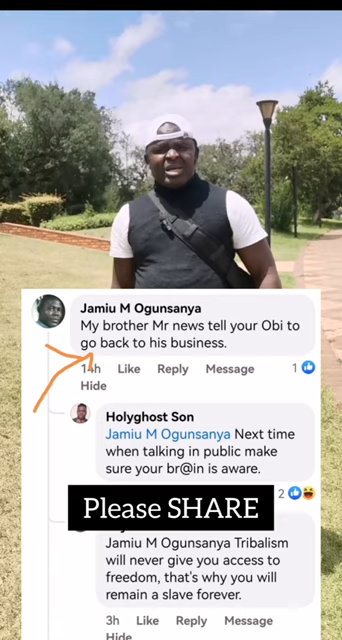 Jamiu M Ogunsanya
My brother Mr news tell your Obi to
go back to his business.
14h Like Reply Message 1
Hide
Holyghost Son
Jamiu M Ogunsanya Next time
when talking in public make
sure your br@in is aware.
2
Please SHARE
Jamiu M Ogunsanya Tribalism
will never give you access to
freedom, that's why you will
remain a slave forever.
3h Like Reply Message
Hide